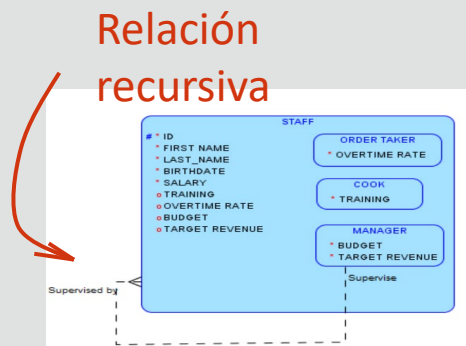 Relación
recursiva
STAFF
# * ID
* FIRST NAME
* LAST_NAME
* BIRTHDATE
* SALARY
o TRAINING
o OVERTIME RATE
o BUDGET
o TARGET REVENUE
ORDER TAKER
* OVERTIME RATE
COOK
* TRAINING
MANAGER
* BUDGET
* TARGET REVENUE
Supervise
Supervised by